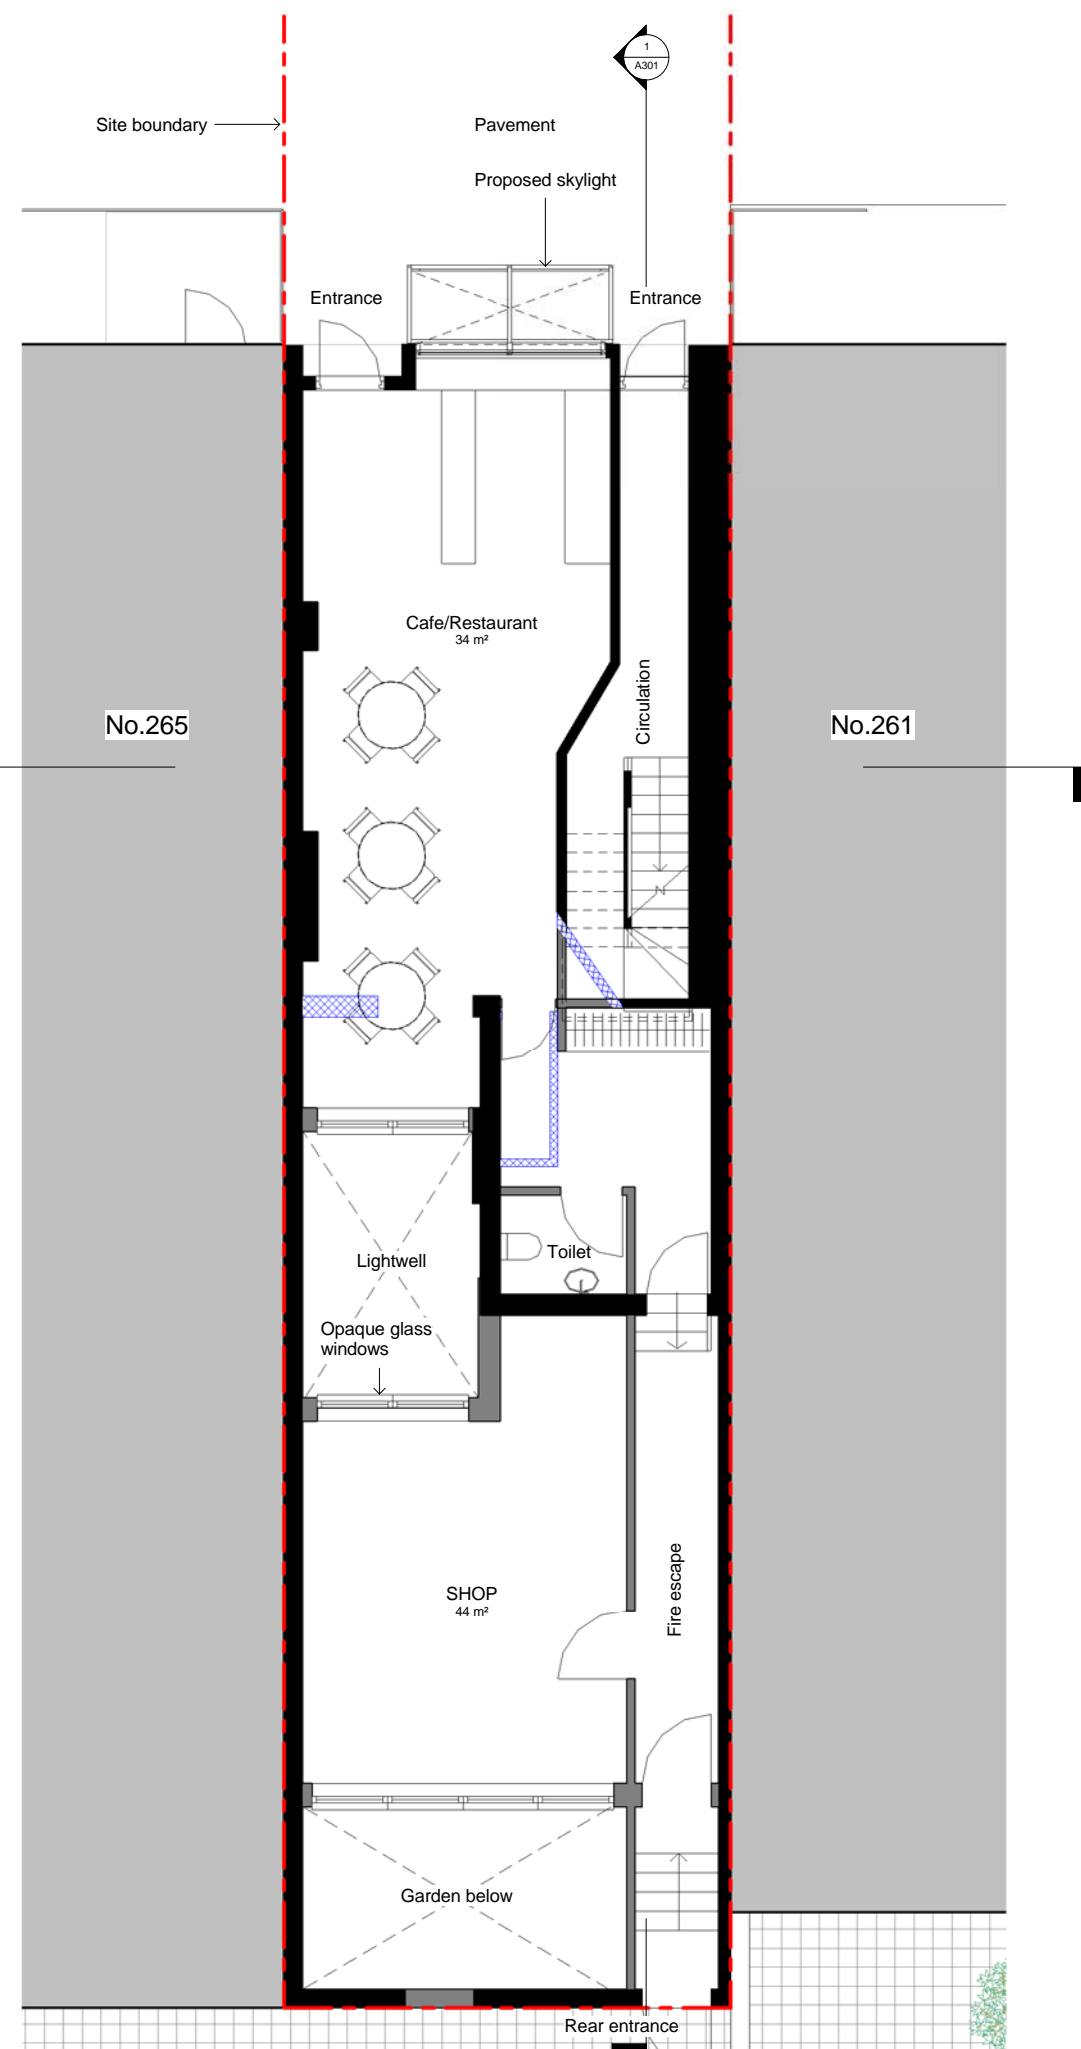 1
A301
Site boundary
Pavement
Proposed skylight
Entrance
Entrance
Cafe/Restaurant
34 m²
Circulation
No.265
No.261
Toilet
Lightwell
Opaque glass
windows
SHOP
44 m²
Fire escape
Garden below
Rear entrance